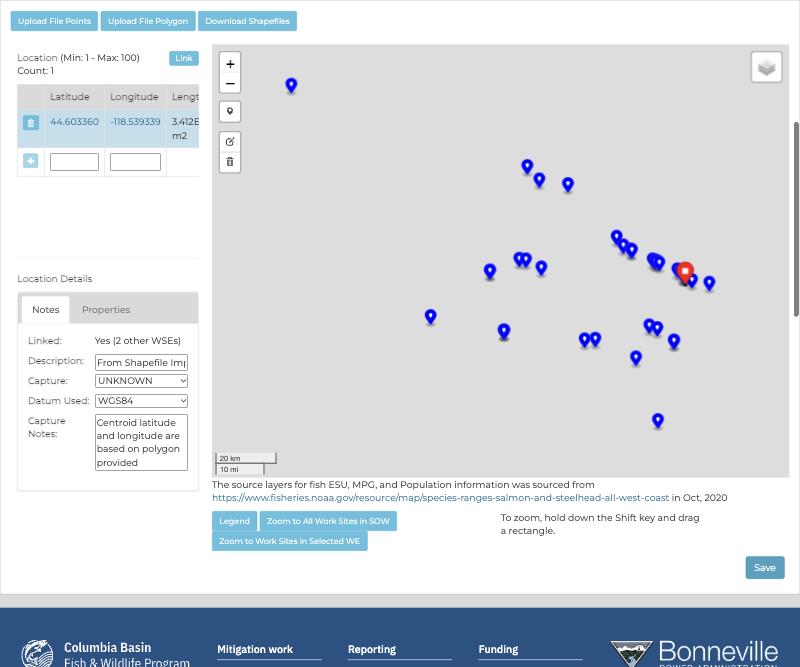 Upload File Points Upload File Polygon Download Shapefiles
Location (Min: 1 - Max: 100)
Count: 1
Link
Latitude Longitude
44.603360 -118.539339 3.412E
m2
Location Details
Notes Properties
Linked: Yes (2 other WSEs)
Description: From Shapefile
Capture: UNKNOWN
Datum Used: WGS84
Capture
Notes:
Centroid latitude
and longitude are
based on polygon
provided
+
−
20 km
10 mi
The source layers for fish ESU, MPG, and Population information was sourced from
https://www.fisheries.noaa.gov/resource/map/species-ranges-salmon-and-steelhead-all-west-coast in Oct, 2020
Legend Zoom to All Work Sites in SOW
Zoom to Work Sites in Selected WE
To zoom, hold down the Shift key and drag
a rectangle.
Save
Columbia Basin
Fish & Wildlife Program
Mitigation work Reporting Funding
Bonneville
POWER ADMINISTRATION